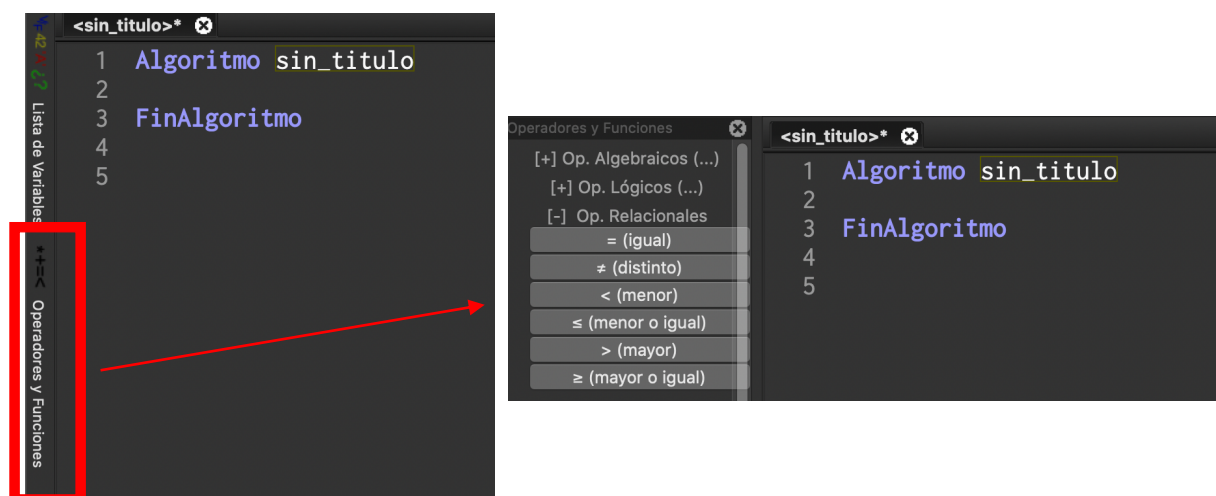 <sin_titulo>*
1 Algoritmo sin_titulo
2
3 FinAlgoritmo
4
5
42 A ¿?
Lista de Variables
*+=< Operadores y Funciones
Operadores y Funciones
[+] Op. Algebraicos (...)
[+] Op. Lógicos (...)
[-] Op. Relacionales
= (igual)
≠ (distinto)
< (menor)
≤ (menor o igual)
> (mayor)
≥ (mayor o igual)
<sin_titulo>*
1 Algoritmo sin_titulo
2
3 FinAlgoritmo
4
5